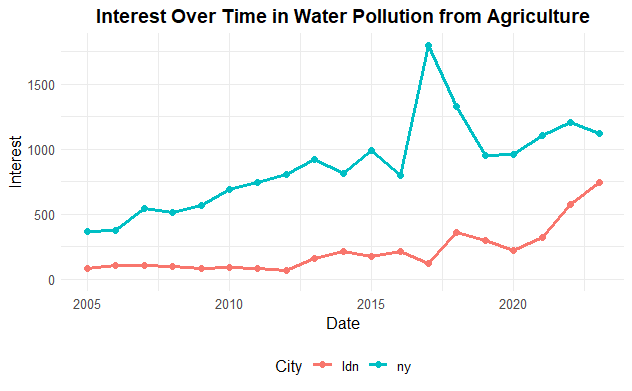 Interest Over Time in Water Pollution from Agriculture
Interest
1500
1000
500
0
2005 2010 2015 2020
Date
City ldn ny